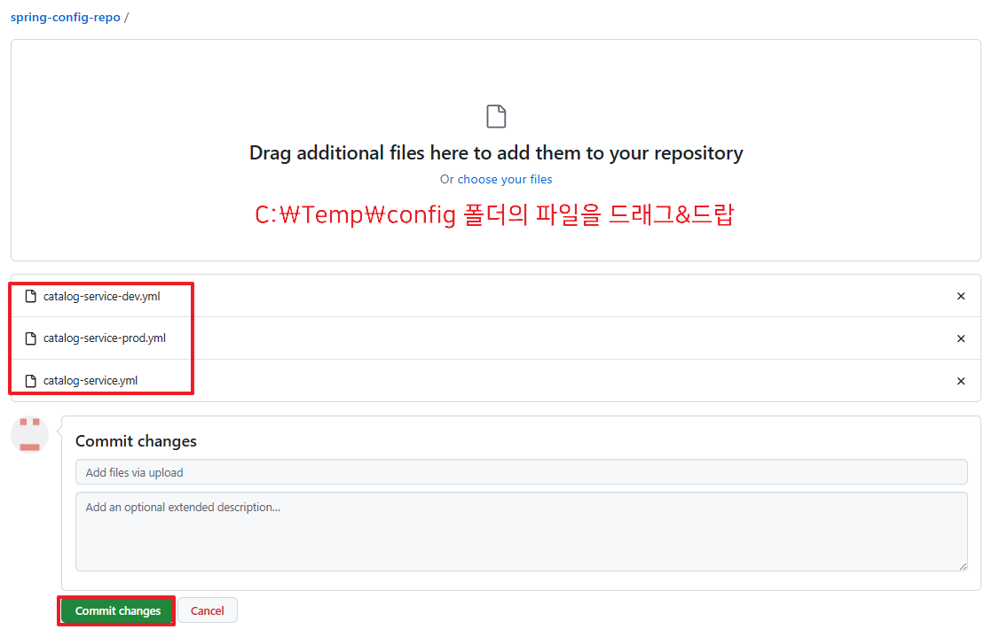 spring-config-repo /
Drag additional files here to add them to your repository
Or choose your files
C:₩Temp₩config 폴더의 파일을 드래그&드랍
catalog-service-dev.yml
catalog-service-prod.yml
catalog-service.yml
Commit changes
Add files via upload
Add an optional extended description...
Commit changes
Cancel